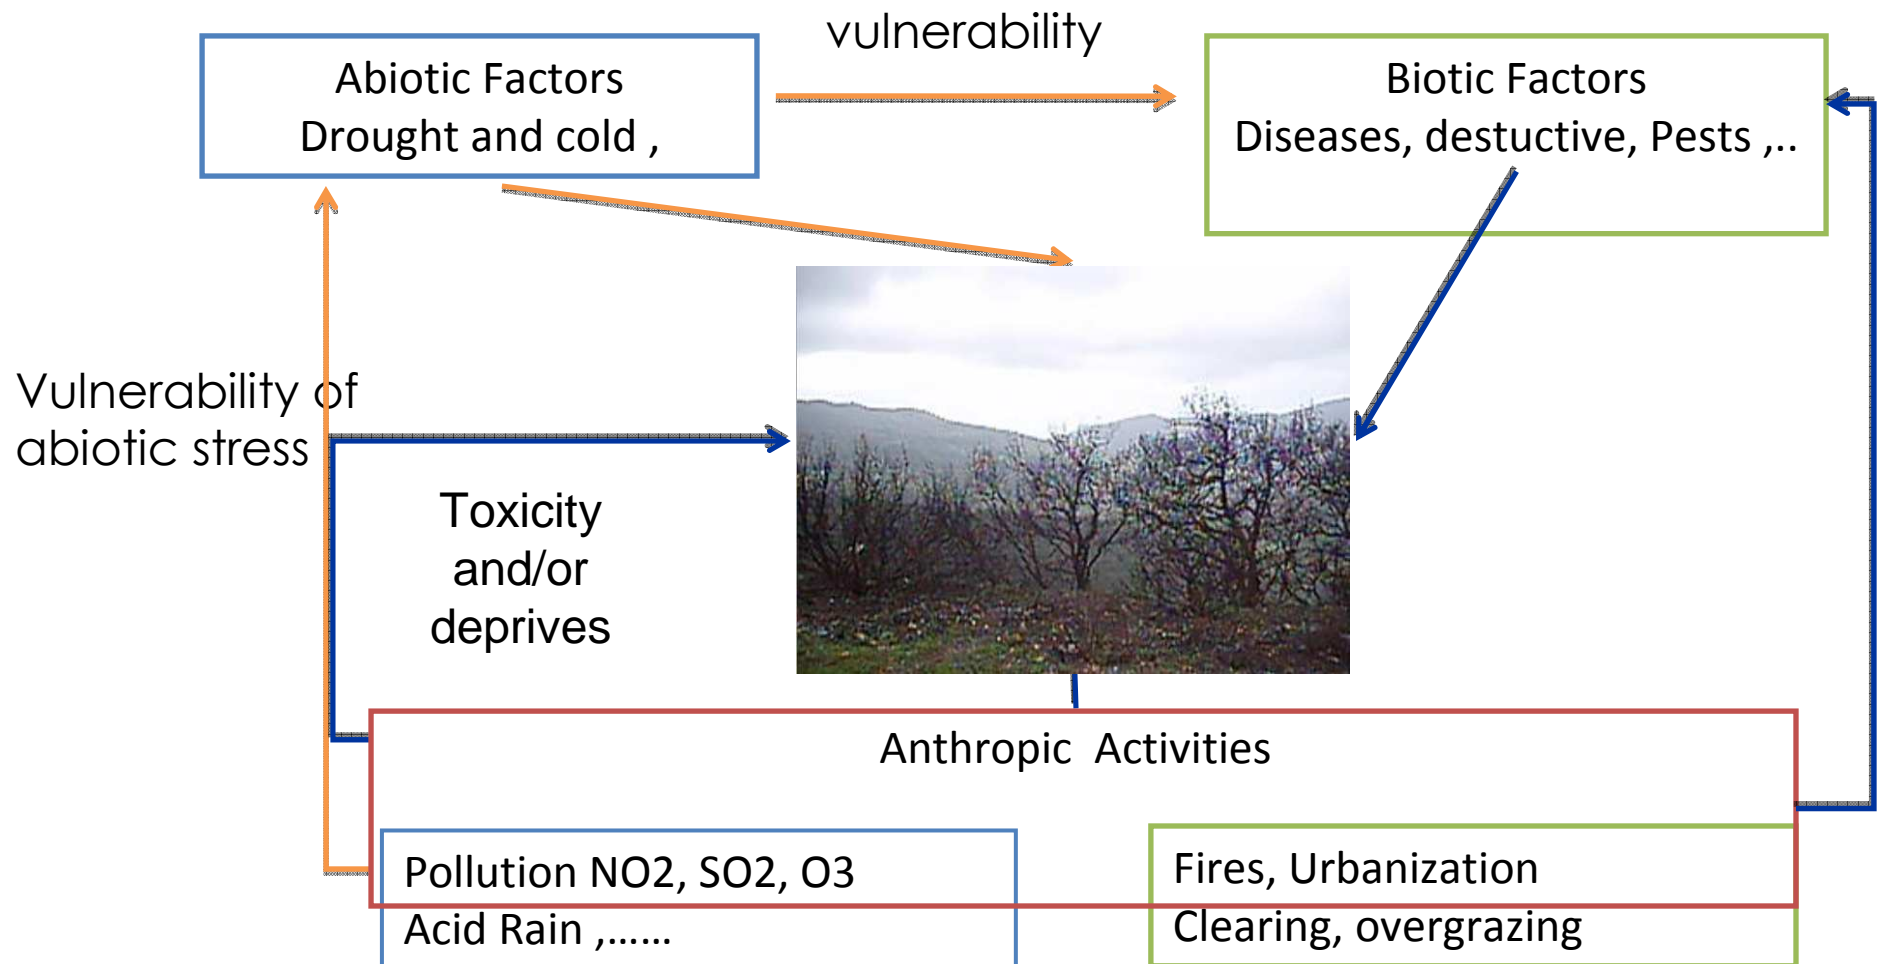 vulnerability
Abiotic Factors
Drought and cold ,
Biotic Factors
Diseases, destuctive, Pests ,..
Vulnerability of
abiotic stress
Toxicity
and/or
deprives
Anthropic  Activities
Pollution NO2, SO2, O3
Acid Rain ,......
Fires, Urbanization
Clearing, overgrazing